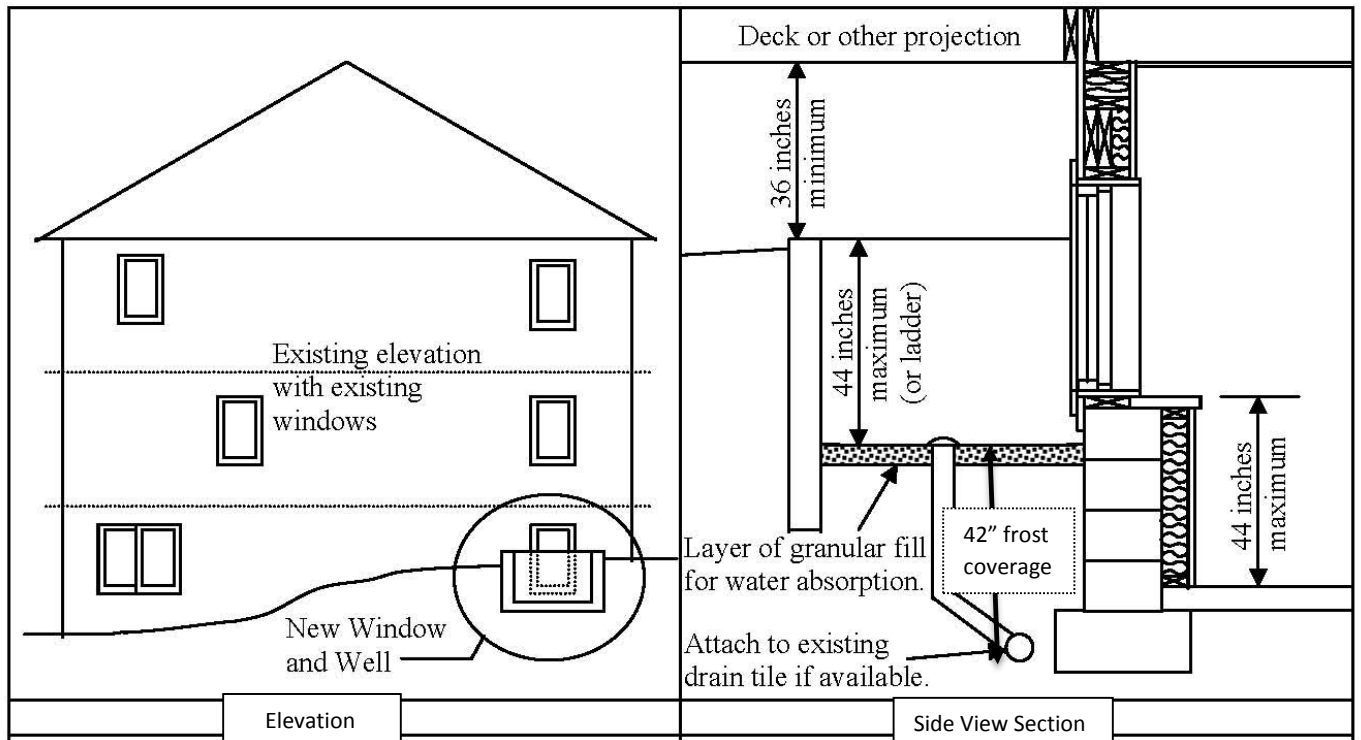 Existing elevation
with existing
windows
New Window
and Well
Elevation
Deck or other projection
36 inches
minimum
44 inches
maximum
(or ladder)
Layer of granular fill
for water absorption.
42” frost
coverage
44 inches
maximum
Attach to existing
drain tile if available.
Side View Section